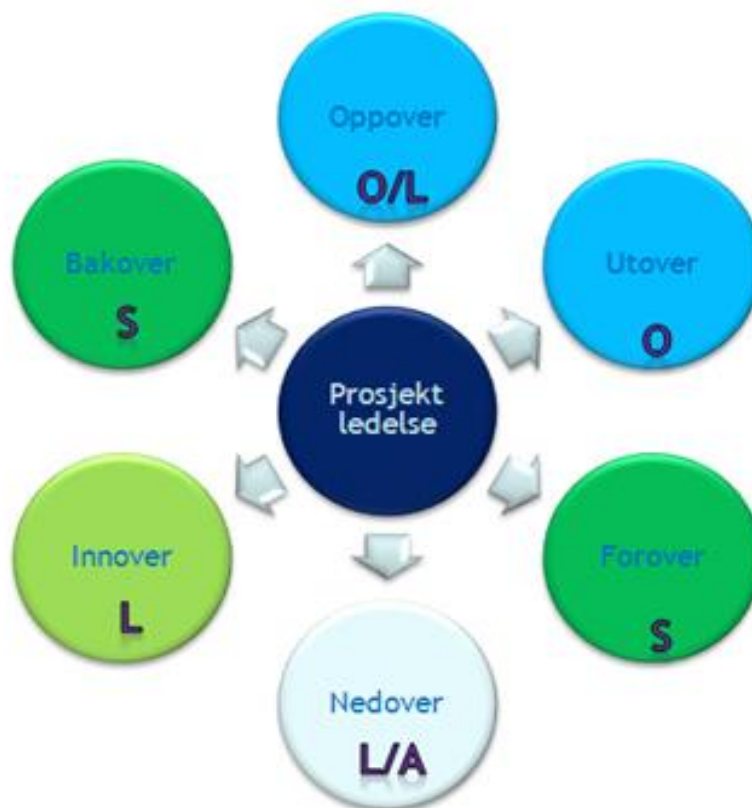 Oppover
O/L
Bakover
S
Utover
O
Prosjekt
ledelse
Innover
L
Forover
S
Nedover
L/A